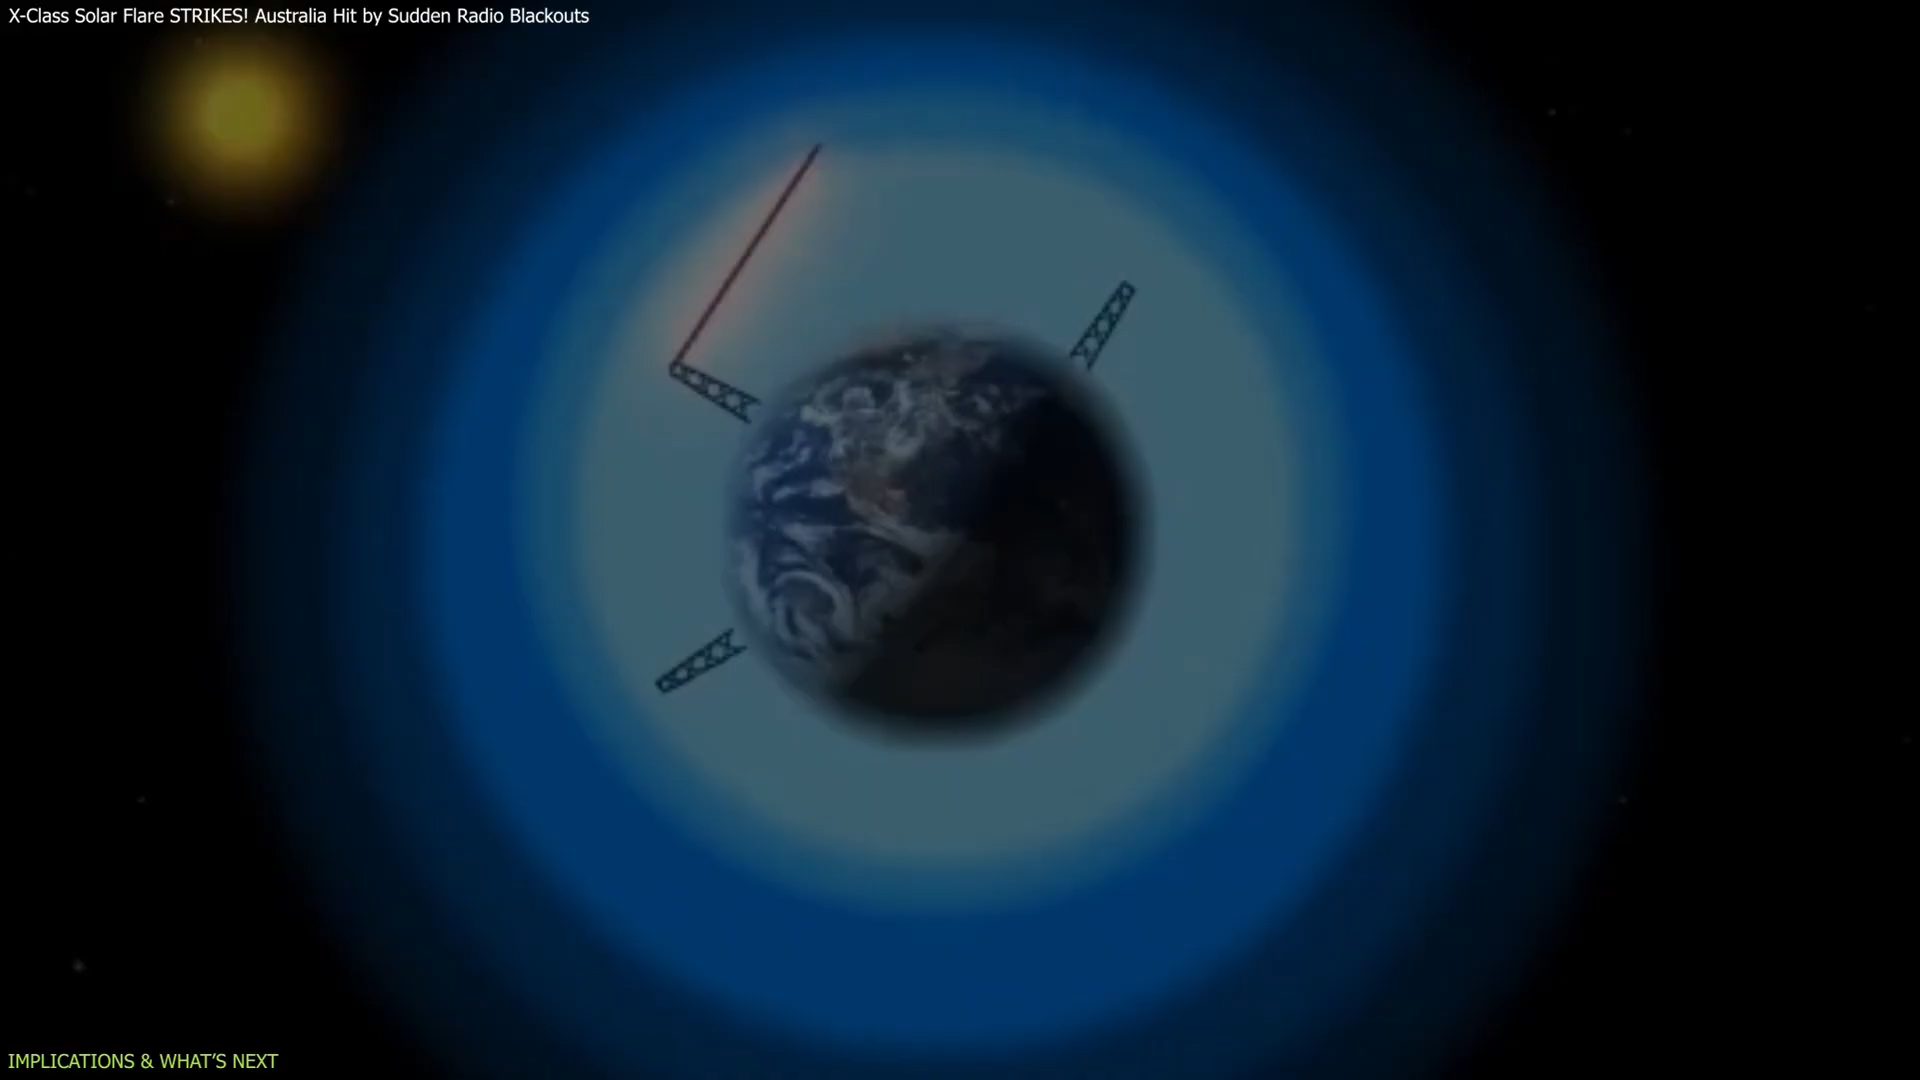 X-Class Solar Flare STRIKES! Australia Hit by Sudden Radio Blackouts
IMPLICATIONS & WHAT'S NEXT